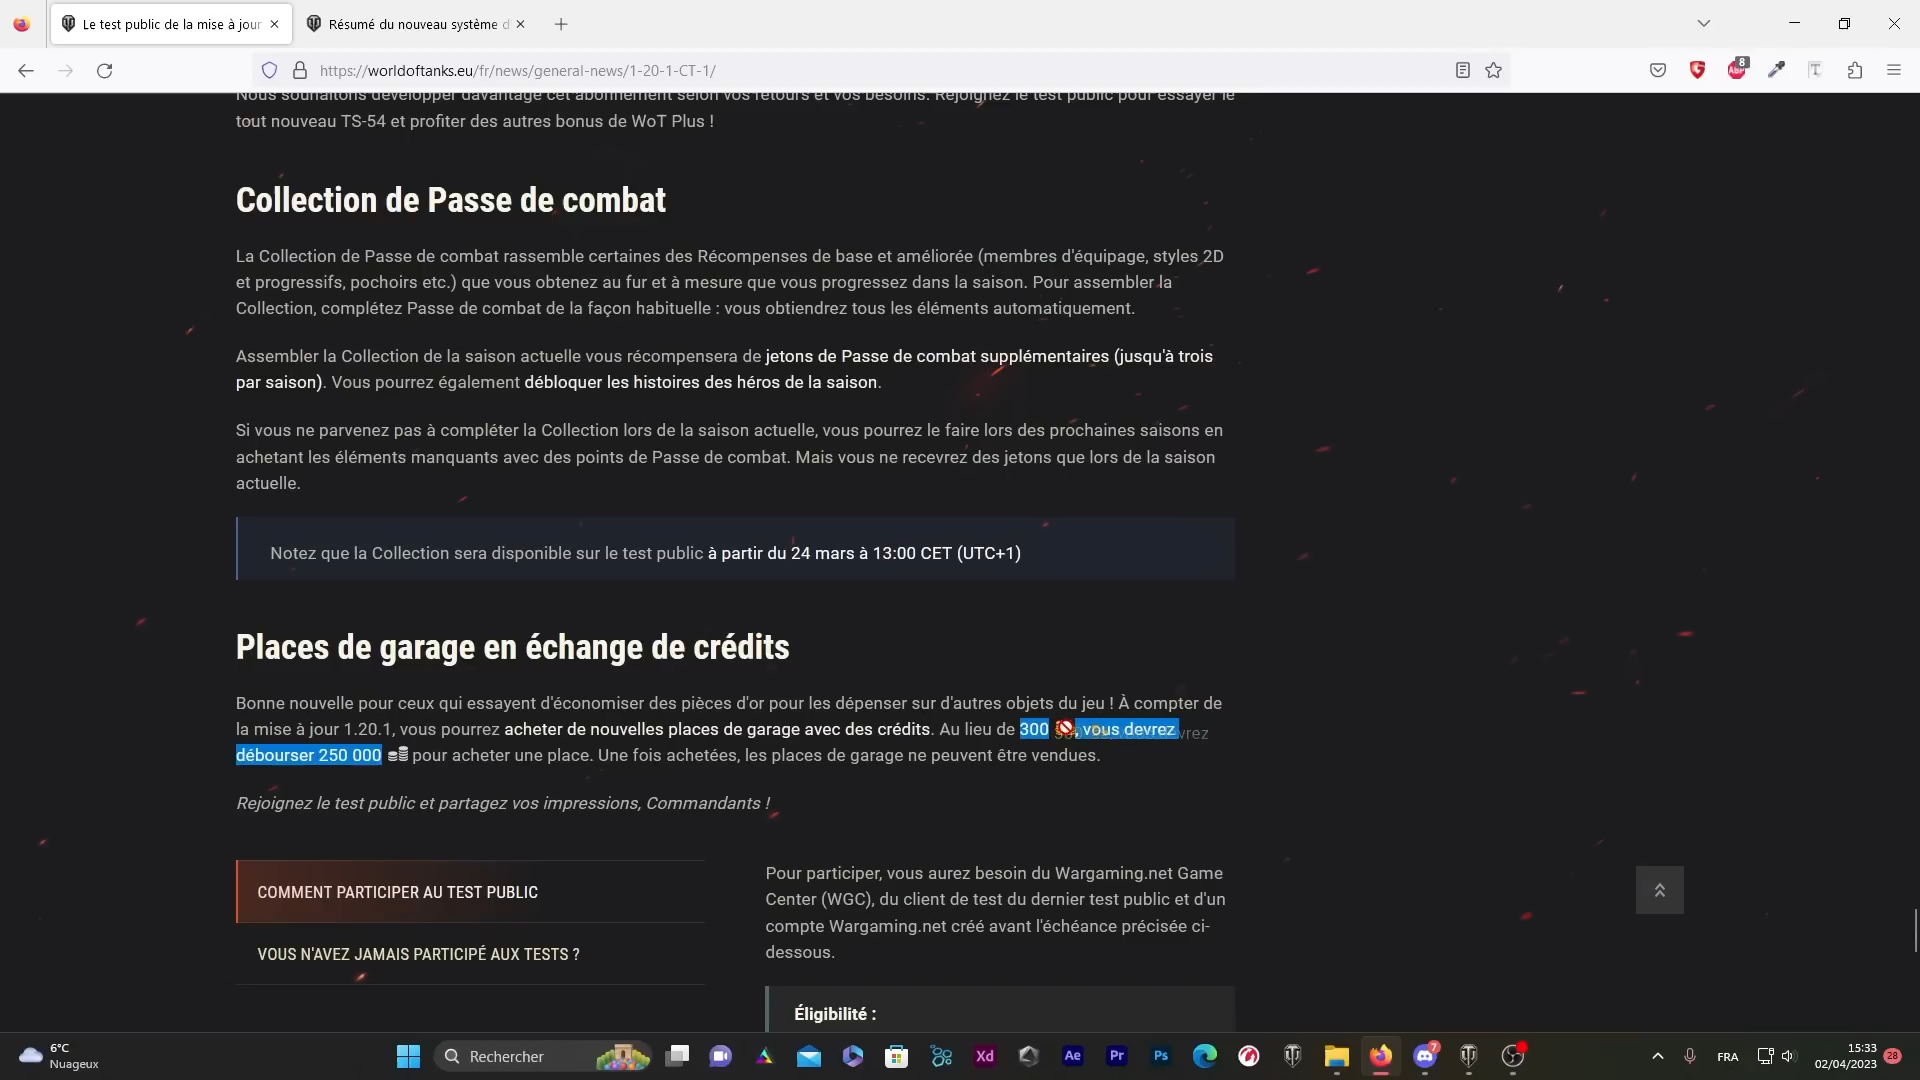 Le test public de la mise à jour
Résumé du nouveau système d
https://worldoftanks.eu/fr/news/general-news/1-20-1-CT-1/
8
Nous souhaitons développer davantage cet abonnement selon vos retours et vos besoins. Rejoignez le test public pour essayer le
tout nouveau TS-54 et profiter des autres bonus de WoT Plus !
Collection de Passe de combat
La Collection de Passe de combat rassemble certaines des Récompenses de base et améliorée (membres d'équipage, styles 2D
et progressifs, pochoirs etc.) que vous obtenez au fur et à mesure que vous progressez dans la saison. Pour assembler la
Collection, complétez Passe de combat de la façon habituelle : vous obtiendrez tous les éléments automatiquement.
Assembler la Collection de la saison actuelle vous récompensera de jetons de Passe de combat supplémentaires (jusqu'à trois
par saison). Vous pourrez également débloquer les histoires des héros de la saison.
Si vous ne parvenez pas à compléter la Collection lors de la saison actuelle, vous pourrez le faire lors des prochaines saisons en
achetant les éléments manquants avec des points de Passe de combat. Mais vous ne recevrez des jetons que lors de la saison
actuelle.
Notez que la Collection sera disponible sur le test public à partir du 24 mars à 13:00 CET (UTC+1)
Places de garage en échange de crédits
Bonne nouvelle pour ceux qui essayent d'économiser des pièces d'or pour les dépenser sur d'autres objets du jeu ! À compter de
la mise à jour 1.20.1, vous pourrez acheter de nouvelles places de garage avec des crédits. Au lieu de 300 , vous devrez
débourser 250 000 pour acheter une place. Une fois achetées, les places de garage ne peuvent être vendues.
Rejoignez le test public et partagez vos impressions, Commandants !
COMMENT PARTICIPER AU TEST PUBLIC
VOUS N'AVEZ JAMAIS PARTICIPÉ AUX TESTS ?
Pour participer, vous aurez besoin du Wargaming.net Game
Center (WGC), du client de test du dernier test public et d'un
compte Wargaming.net créé avant l'échéance précisée ci-
dessous.
Éligibilité :
6°C
Nuageux
Rechercher
Xd
Ae
Pr
Ps
7
FRA
15:33
02/04/2023
28